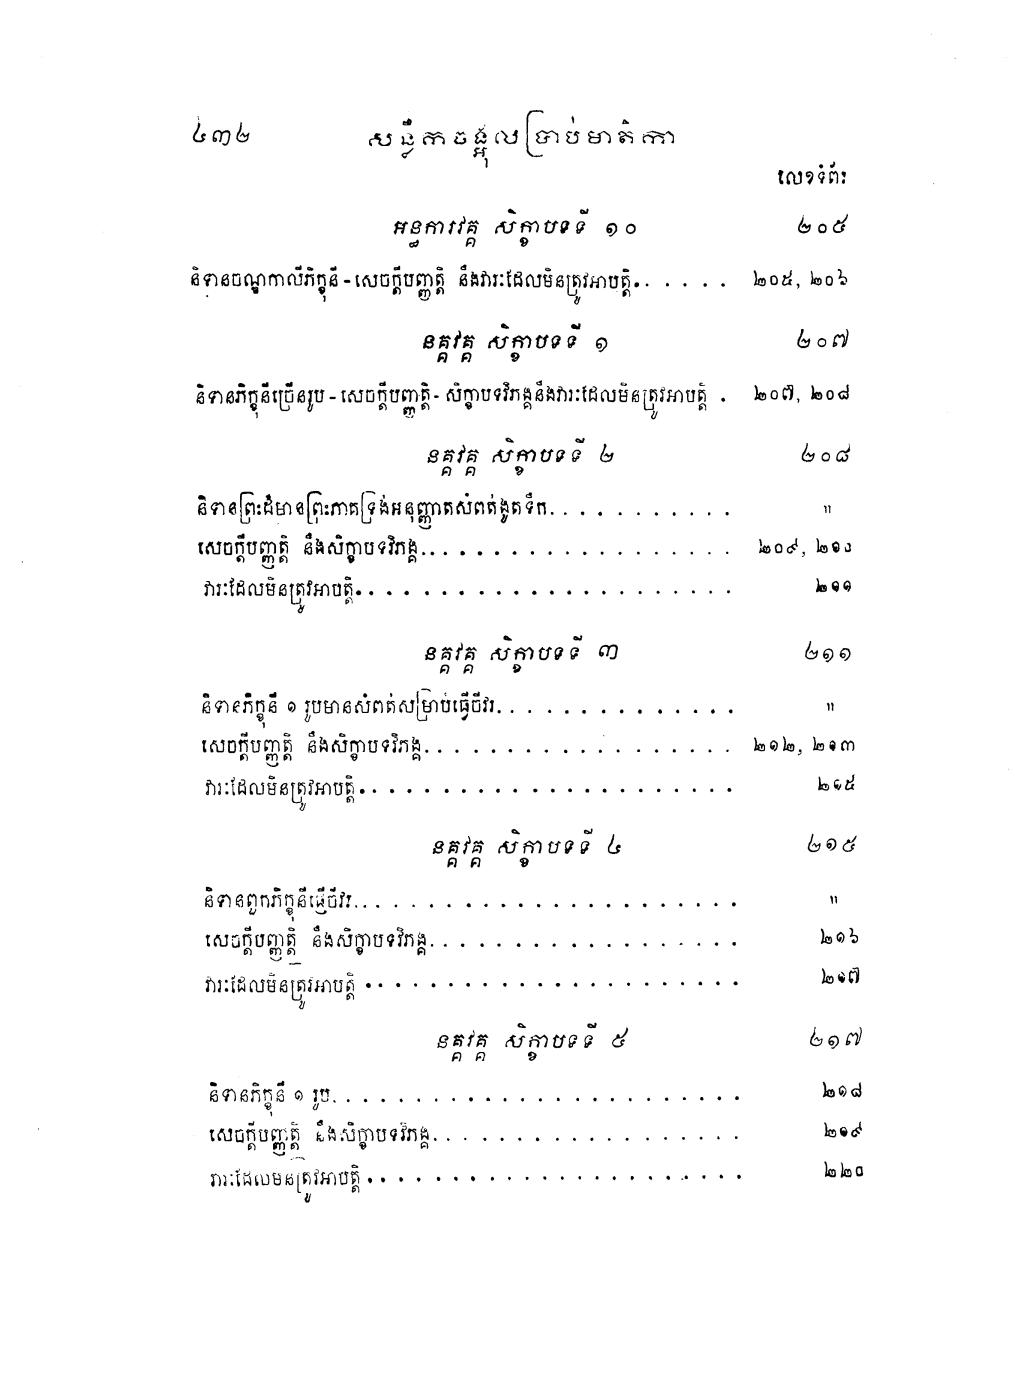 ៤៣២ សន្លឹកចង្អុលប្រាប់មាតិកា
លេខទំព័រ
អន្ធការវគ្គ សិក្ខាបទទី ១០ ២០៥
និទានចណ្ឌកាលីភិក្ខុនី - សេចក្តីបញ្ញត្តិ នឹងវារៈដែលមិនត្រូវអាបត្តិ. . . . . . ២០៥, ២០៦
នគ្គវគ្គ សិក្ខាបទទី ១ ២០៧
និទានភិក្ខុនីច្រើនរូប - សេចក្តីបញ្ញត្តិ - សិក្ខាបទវិភង្គនឹងវារៈដែលមិនត្រូវអាបត្តិ . ២០៧, ២០៨
នគ្គវគ្គ សិក្ខាបទទី ២ ២០៨
និទានព្រះដ៏មានព្រះភាគទ្រង់អនុញ្ញាតសំពត់ងូតទឹក. . . . . . . . . . . "
សេចក្តីបញ្ញត្តិ នឹងសិក្ខាបទវិភង្គ. . . . . . . . . . . . . . . . . . ២០៩, ២១០
វារៈដែលមិនត្រូវអាបត្តិ. . . . . . . . . . . . . . . . . . . . . ២១១
នគ្គវគ្គ សិក្ខាបទទី ៣ ២១១
និទានភិក្ខុនី ១ រូបមានសំពត់សម្រាប់ធ្វើចីវរ. . . . . . . . . . . . . . "
សេចក្តីបញ្ញត្តិ នឹងសិក្ខាបទវិភង្គ. . . . . . . . . . . . . . . . . . ២១២, ២១៣
វារៈដែលមិនត្រូវអាបត្តិ. . . . . . . . . . . . . . . . . . . . . ២១៥
នគ្គវគ្គ សិក្ខាបទទី ៤ ២១៥
និទានពួកភិក្ខុនីធ្វើចីវរ. . . . . . . . . . . . . . . . . . . . . . "
សេចក្តីបញ្ញត្តិ នឹងសិក្ខាបទវិភង្គ. . . . . . . . . . . . . . . . . . ២១៦
វារៈដែលមិនត្រូវអាបត្តិ . . . . . . . . . . . . . . . . . . . . . ២១៧
នគ្គវគ្គ សិក្ខាបទទី ៥ ២១៧
និទានភិក្ខុនី ១ រូប. . . . . . . . . . . . . . . . . . . . . . . ២១៨
សេចក្តីបញ្ញត្តិ នឹងសិក្ខាបទវិភង្គ. . . . . . . . . . . . . . . . . . ២១៩
វារៈដែលមិនត្រូវអាបត្តិ. . . . . . . . . . . . . . . . . . . . . ២២០